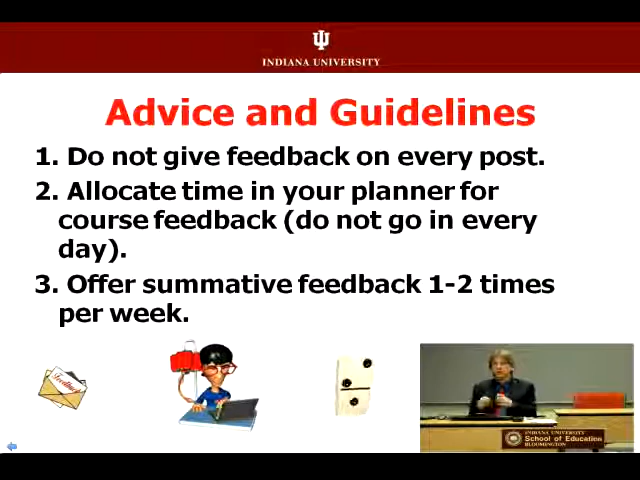 INDIANA UNIVERSITY
Advice and Guidelines
1. Do not give feedback on every post.
2. Allocate time in your planner for
course feedback (do not go in every
day).
3. Offer summative feedback 1-2 times
per week.
Feedback
INDIANA UNIVERSITY
School of Education
BLOOMINGTON